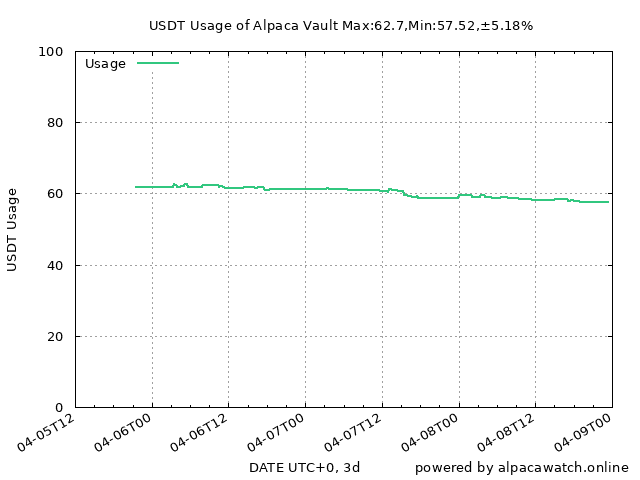 USDT Usage of Alpaca Vault Max:62.7,Min:57.52,±5.18%
100
Usage
80
60
USDT Usage
40
20
0
04-05T12
04-06T00
04-06T12
04-07T00
04-07T12
04-08T00
04-08T12
04-09T00
DATE UTC+0, 3d
powered by alpacawatch.online